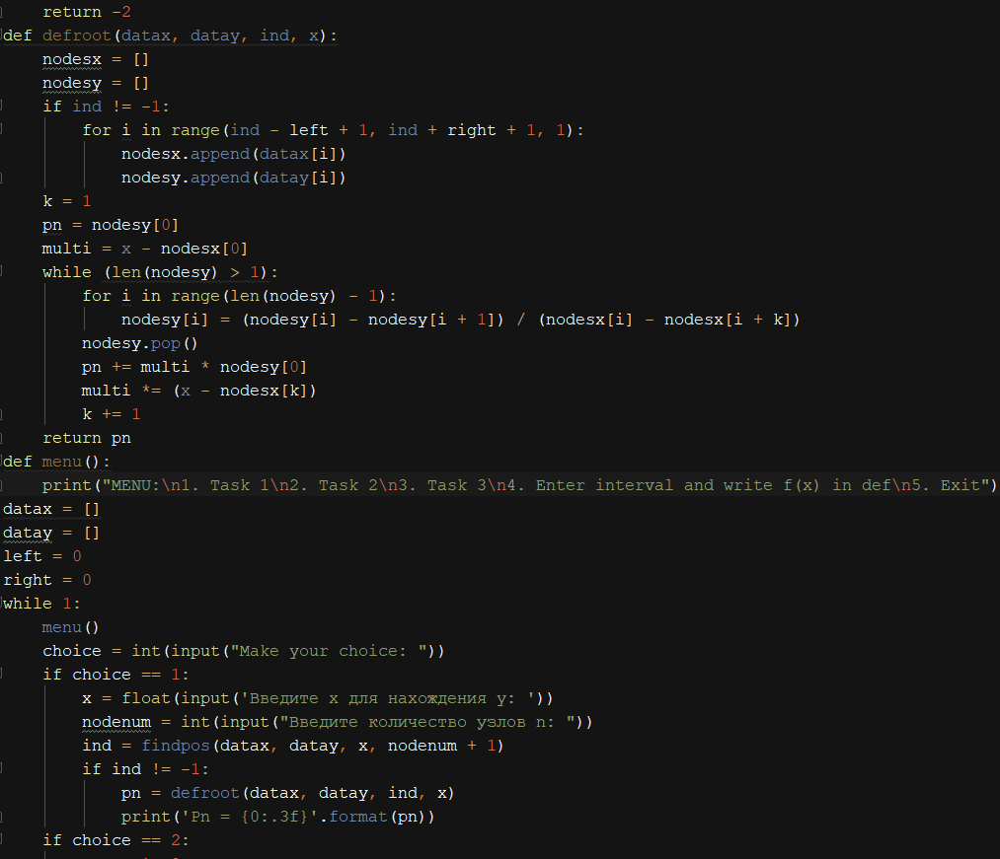 return -2
def defroot(datax, datay, ind, x):
nodesx = []
nodesy = []
if ind != -1:
for i in range(ind - left + 1, ind + right + 1, 1):
nodesx.append(datax[i])
nodesy.append(datay[i])
k = 1
pn = nodesy[0]
multi = x - nodesx[0]
while (len(nodesy) > 1):
for i in range(len(nodesy) - 1):
nodesy[i] = (nodesy[i] - nodesy[i + 1]) / (nodesx[i] - nodesx[i + k])
nodesy.pop()
pn += multi * nodesy[0]
multi *= (x - nodesx[k])
k += 1
return pn
def menu():
print("MENU:\n1. Task 1\n2. Task 2\n3. Task 3\n4. Enter interval and write f(x) in def\n5. Exit")
datax = []
datay = []
left = 0
right = 0
while 1:
menu()
choice = int(input("Make your choice: "))
if choice == 1:
x = float(input('Введите x для нахождения y: '))
nodenum = int(input("Введите количество узлов n: "))
ind = findpos(datax, datay, x, nodenum + 1)
if ind != -1:
pn = defroot(datax, datay, ind, x)
print('Pn = {0:.3f}'.format(pn))
if choice == 2: